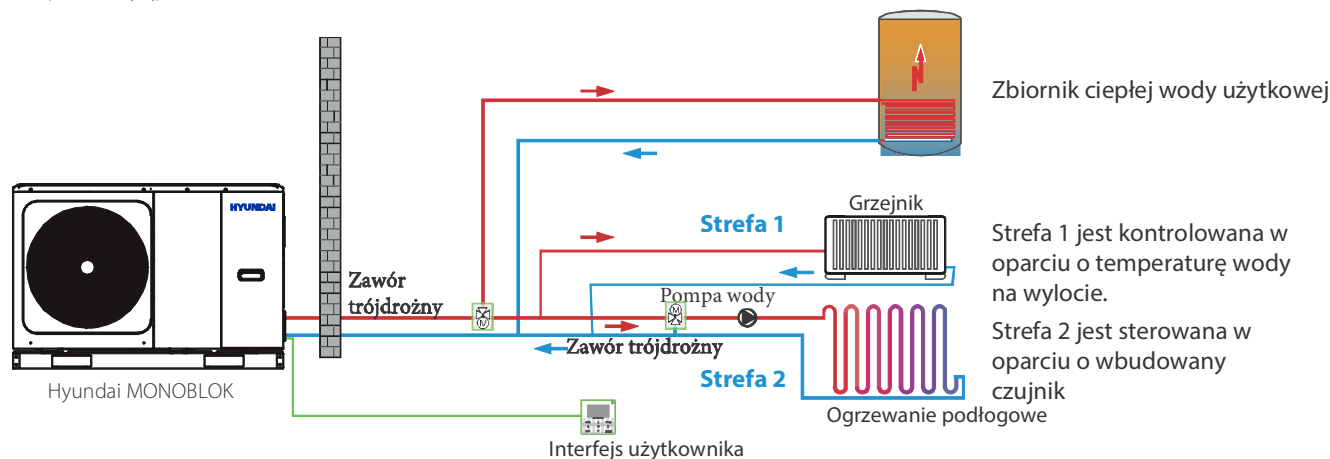 Zbiornik ciepłej wody użytkowej
HYUNDAI
Grzejnik
Strefa 1
Strefa 1 jest kontrolowana w
oparciu o temperaturę wody
na wylocie.
Zawór
trójdrożny
Pompa wody
M
M
Zawór trójdrożny
Strefa 2 jest sterowana w
oparciu o wbudowany
czujnik
Strefa 2
Hyundai MONOBLOK
Ogrzewanie podłogowe
Interfejs użytkownika